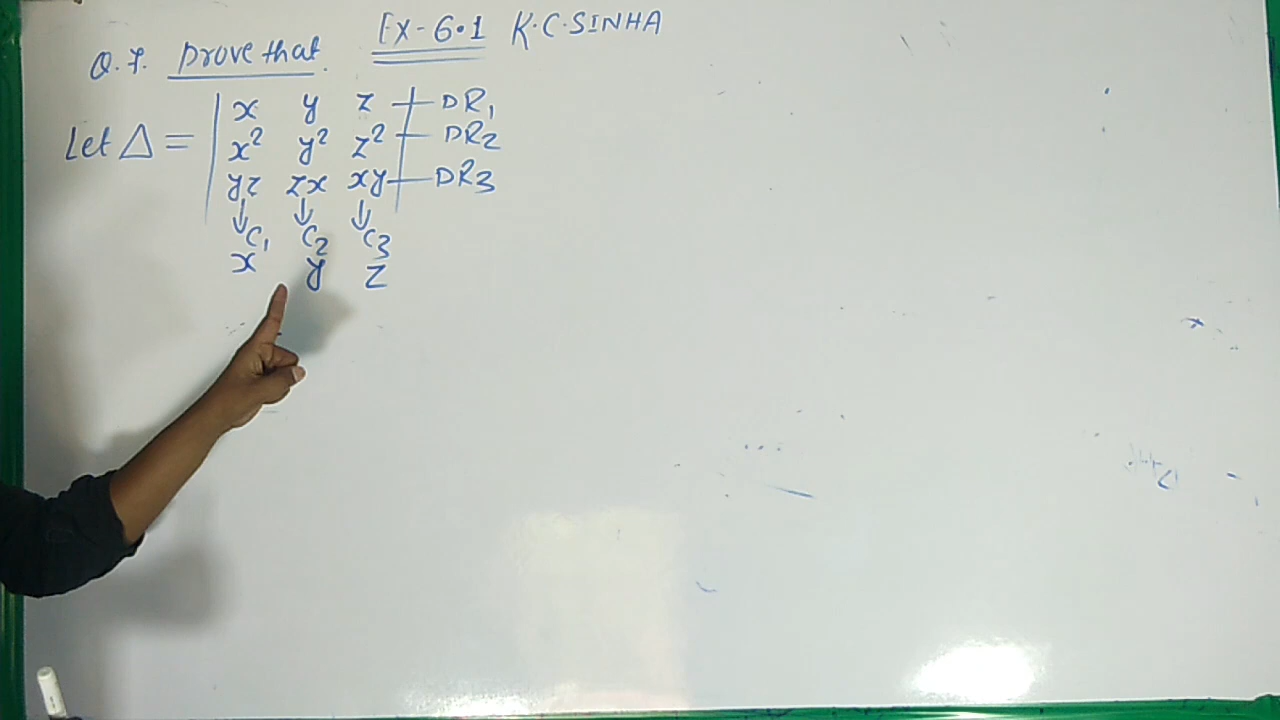 Ex-6.1 K.C.SINHA
Q.7. prove that.
Let Δ = | x y z | DR₁
x² y² z² DR₂
yz zx xy DR₃
↓C₁ ↓C₂ ↓C₃
x y z